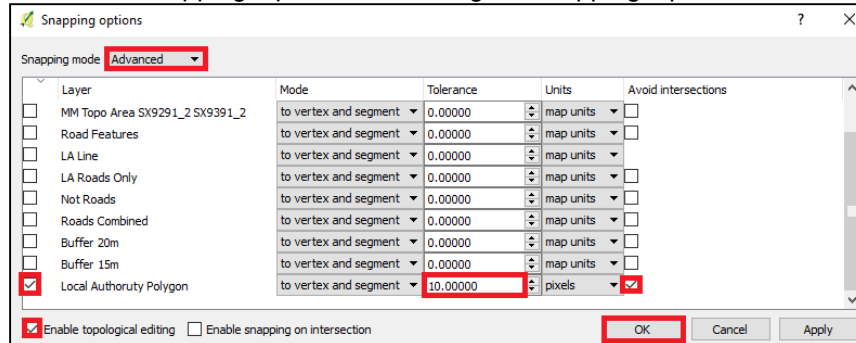 Snapping options ? X
Snapping mode Advanced
Layer Mode Tolerance Units Avoid intersections
MM Topo Area SX9291_2 SX9391_2 to vertex and segment 0.00000 map units
Road Features to vertex and segment 0.00000 map units
LA Line to vertex and segment 0.00000 map units
LA Roads Only to vertex and segment 0.00000 map units
Not Roads to vertex and segment 0.00000 map units
Roads Combined to vertex and segment 0.00000 map units
Buffer 20m to vertex and segment 0.00000 map units
Buffer 15m to vertex and segment 0.00000 map units
Local Authoruty Polygon to vertex and segment 10.00000 pixels
Enable topological editing Enable snapping on intersection OK Cancel Apply